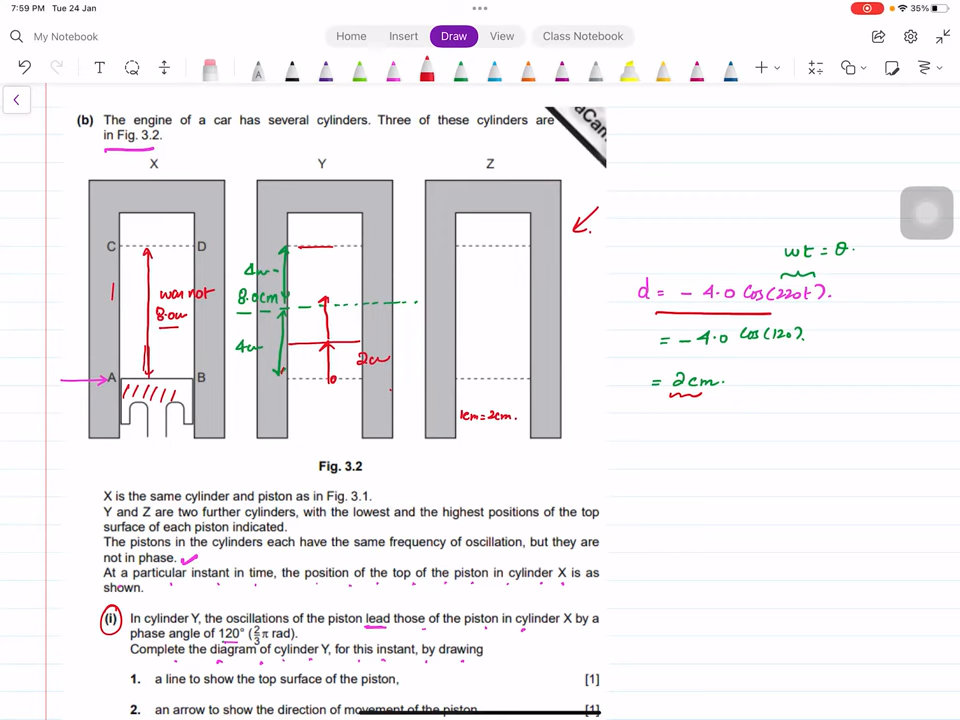 7:59 PM Tue 24 Jan
35%
My Notebook
Home Insert Draw View Class Notebook
(b) The engine of a car has several cylinders. Three of these cylinders are
in Fig. 3.2.
X Y Z
C D
A B
was not
8.0cm
4cm
8.0cm
4cm
2cm
1cm = 2cm.
wt = θ.
d = - 4.0 cos(220t).
= - 4.0 cos(120).
= 2cm.
Fig. 3.2
X is the same cylinder and piston as in Fig. 3.1.
Y and Z are two further cylinders, with the lowest and the highest positions of the top
surface of each piston indicated.
The pistons in the cylinders each have the same frequency of oscillation, but they are
not in phase.
At a particular instant in time, the position of the top of the piston in cylinder X is as
shown.
(i) In cylinder Y, the oscillations of the piston lead those of the piston in cylinder X by a
phase angle of 120° (2/3 π rad).
Complete the diagram of cylinder Y, for this instant, by drawing
1. a line to show the top surface of the piston, [1]
2. an arrow to show the direction of movement of the piston. [1]